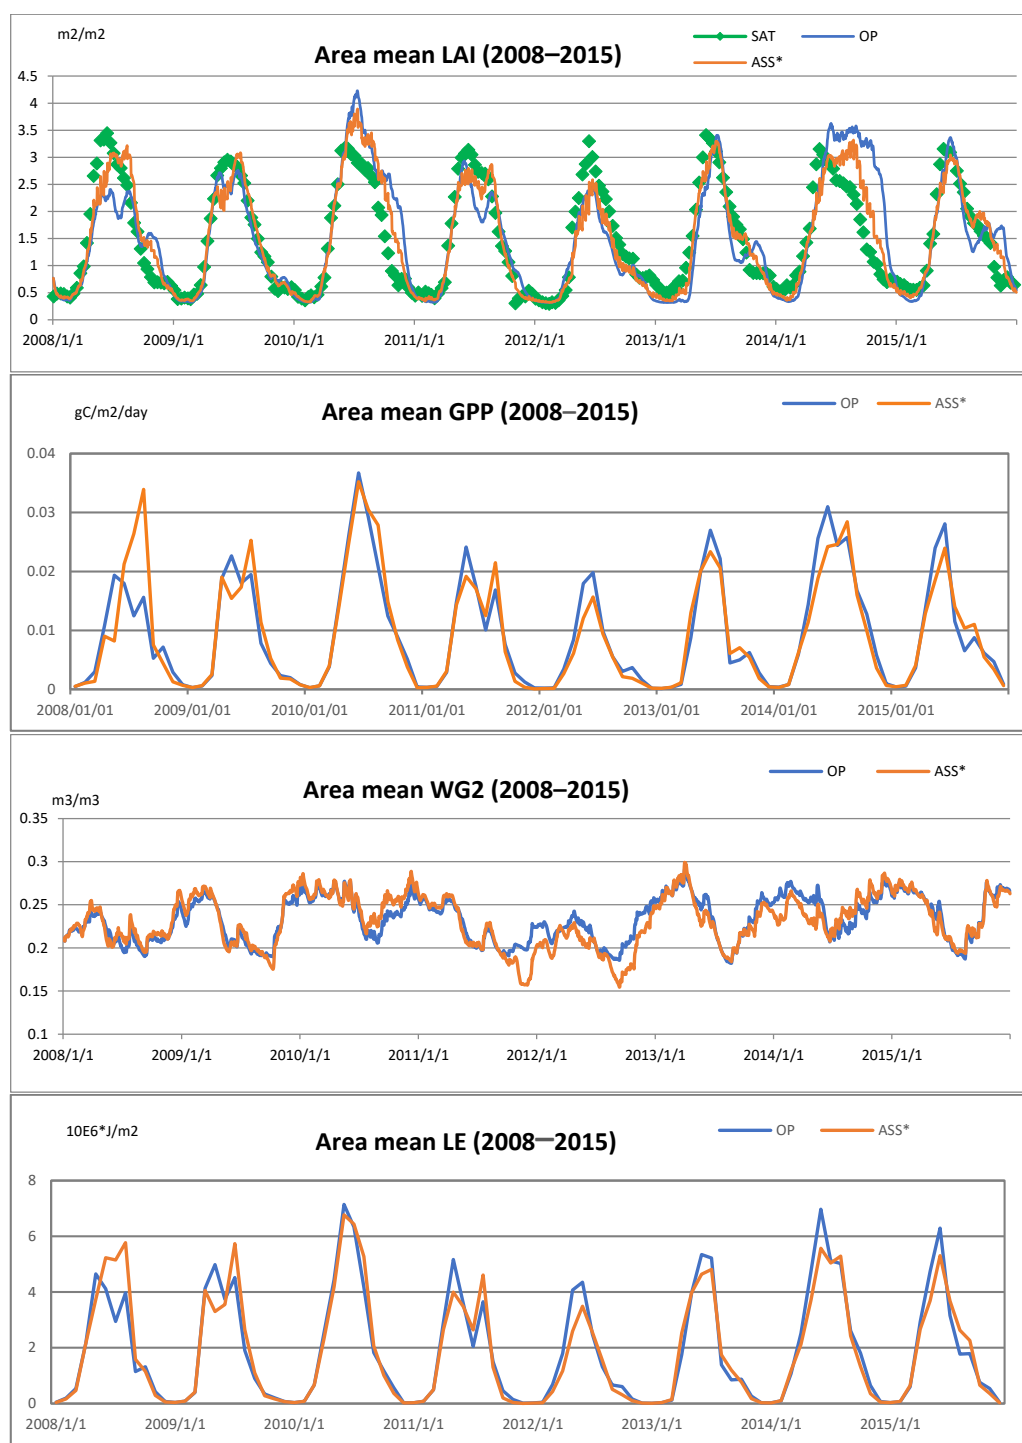 m2/m2
Area mean LAI (2008–2015)
SAT OP
ASS*
4.5
4
3.5
3
2.5
2
1.5
1
0.5
0
2008/1/1 2009/1/1 2010/1/1 2011/1/1 2012/1/1 2013/1/1 2014/1/1 2015/1/1
gC/m2/day
Area mean GPP (2008–2015)
OP ASS*
0.04
0.03
0.02
0.01
0
2008/01/01 2009/01/01 2010/01/01 2011/01/01 2012/01/01 2013/01/01 2014/01/01 2015/01/01
OP ASS*
Area mean WG2 (2008–2015)
m3/m3
0.35
0.3
0.25
0.2
0.15
0.1
2008/1/1 2009/1/1 2010/1/1 2011/1/1 2012/1/1 2013/1/1 2014/1/1 2015/1/1
10E6*J/m2
Area mean LE (2008–2015)
OP ASS*
8
6
4
2
0
2008/1/1 2009/1/1 2010/1/1 2011/1/1 2012/1/1 2013/1/1 2014/1/1 2015/1/1